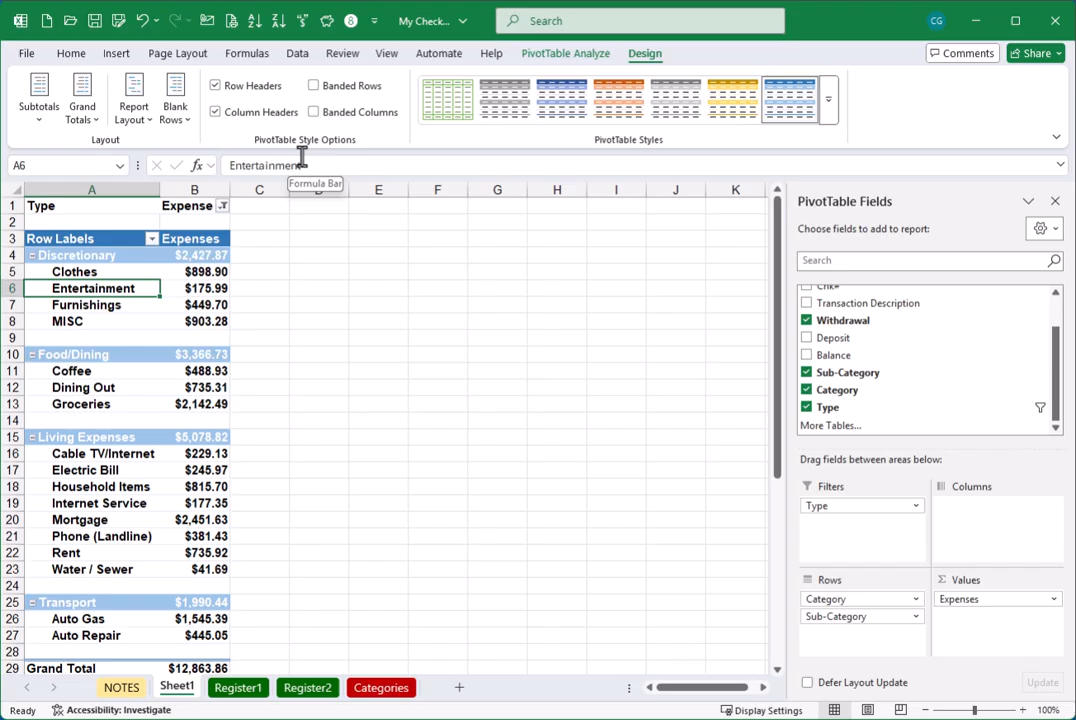 My Check... Search CG
File Home Insert Page Layout Formulas Data Review View Automate Help PivotTable Analyze Design Comments Share
Subtotals Grand Totals Report Layout Blank Rows
Row Headers Banded Rows
Column Headers Banded Columns
Layout PivotTable Style Options PivotTable Styles
A6 fx Entertainment
Formula Bar
A B C D E F G H I J K
1 Type Expense
2
3 Row Labels Expenses
4 Discretionary $2,427.87
5 Clothes $898.90
6 Entertainment $175.99
7 Furnishings $449.70
8 MISC $903.28
9
10 Food/Dining $3,366.73
11 Coffee $488.93
12 Dining Out $735.31
13 Groceries $2,142.49
14
15 Living Expenses $5,078.82
16 Cable TV/Internet $229.13
17 Electric Bill $245.97
18 Household Items $815.70
19 Internet Service $177.35
20 Mortgage $2,451.63
21 Phone (Landline) $381.43
22 Rent $735.92
23 Water / Sewer $41.69
24
25 Transport $1,990.44
26 Auto Gas $1,545.39
27 Auto Repair $445.05
28
29 Grand Total $12,863.86
PivotTable Fields
Choose fields to add to report:
Search
Chk#
Transaction Description
Withdrawal
Deposit
Balance
Sub-Category
Category
Type
More Tables...
Drag fields between areas below:
Filters Columns
Type
Rows Σ Values
Category Expenses
Sub-Category
Defer Layout Update Update
NOTES Sheet1 Register1 Register2 Categories
Ready Accessibility: Investigate Display Settings 100%